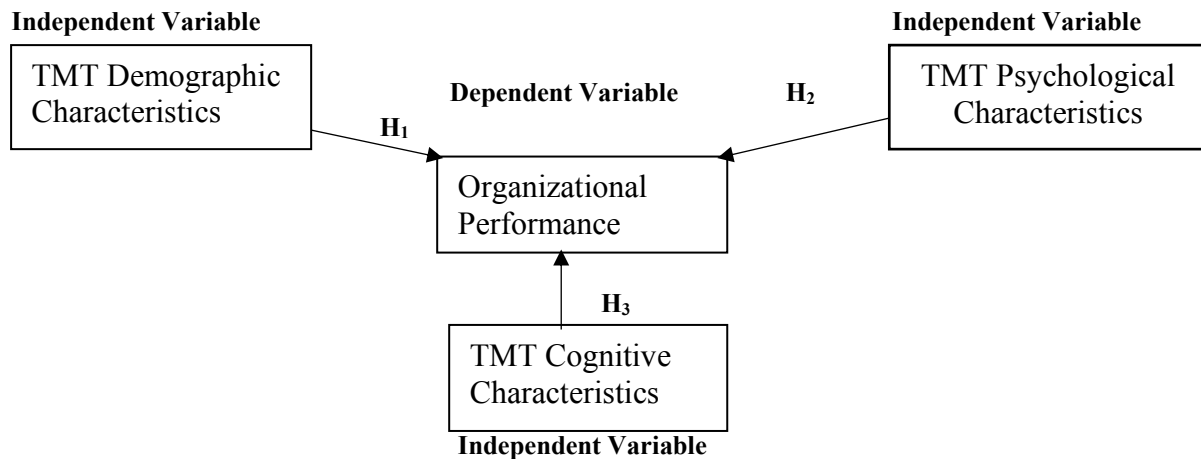 Independent Variable
TMT Demographic
Characteristics
Independent Variable
TMT Psychological
Characteristics
Dependent Variable
H₁
H₂
Organizational
Performance
H₃
TMT Cognitive
Characteristics
Independent Variable